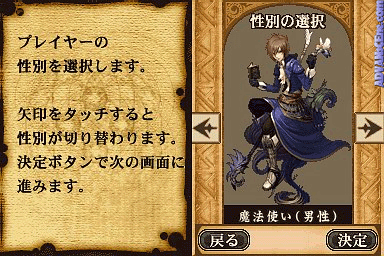 プレイヤーの
性別を選択します。
矢印をタッチすると
性別が切り替わります。
決定ボタンで次の画面に
進みます。
性別の選択
魔法使い(男性)
戻る
決定